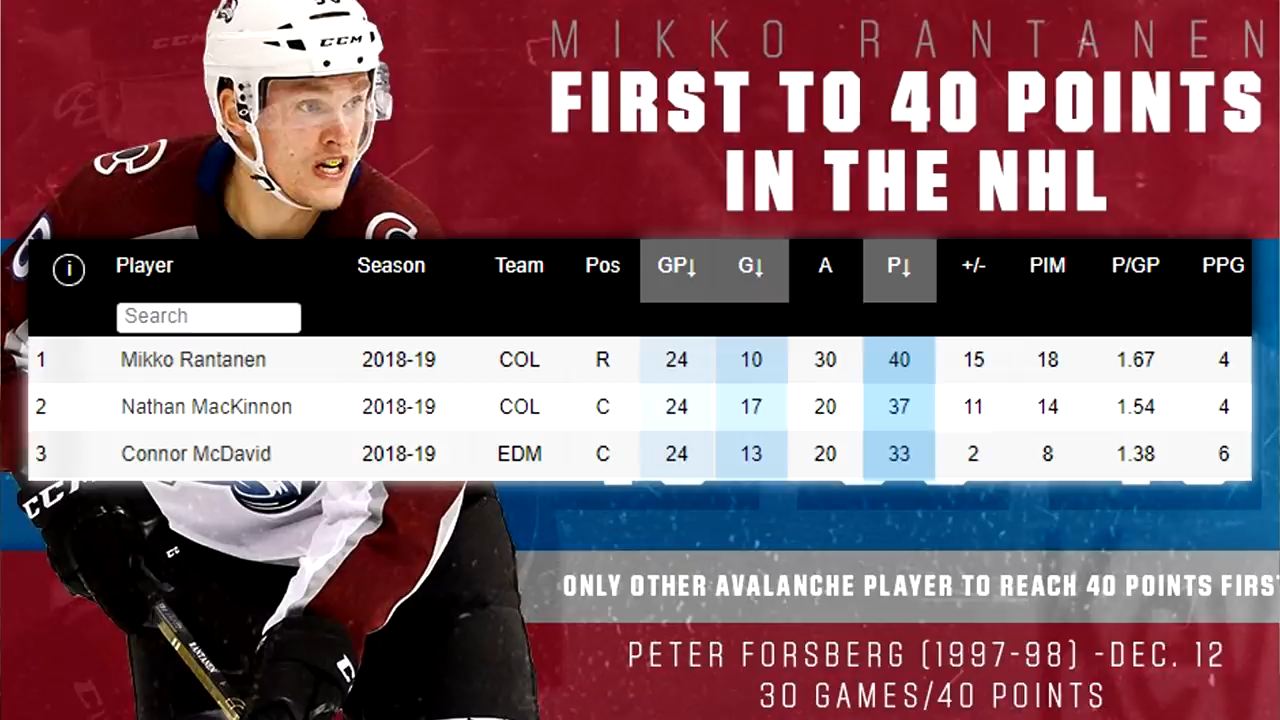 MIKKO RANTANEN
FIRST TO 40 POINTS
IN THE NHL
CCM
Player Season Team Pos GP↓ G↓ A P↓ +/- PIM P/GP PPG
Search
1 Mikko Rantanen 2018-19 COL R 24 10 30 40 15 18 1.67 4
2 Nathan MacKinnon 2018-19 COL C 24 17 20 37 11 14 1.54 4
3 Connor McDavid 2018-19 EDM C 24 13 20 33 2 8 1.38 6
CCM
ONLY OTHER AVALANCHE PLAYER TO REACH 40 POINTS FIRST
RANTANEN
PETER FORSBERG (1997-98) -DEC. 12
30 GAMES/40 POINTS